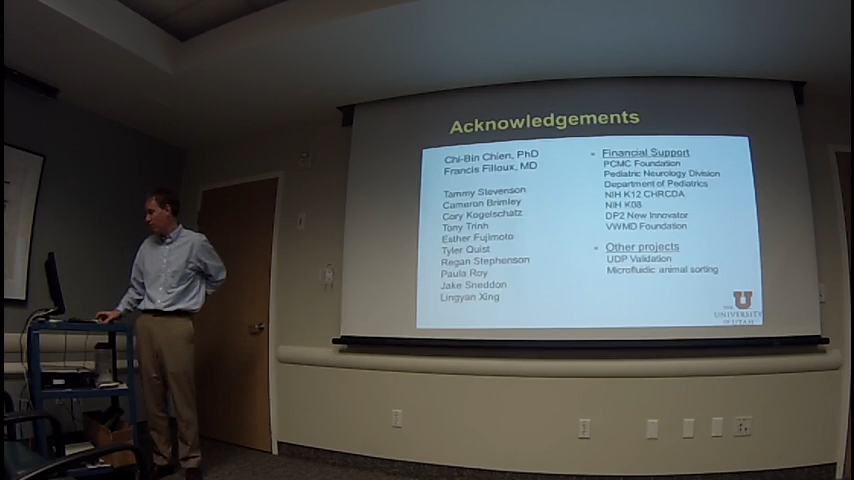 Acknowledgements
Chi-Bin Chien, PhD
Francis Filloux, MD
Tammy Stevenson
Cameron Brimley
Cory Kogelschatz
Tony Trinh
Esther Fujimoto
Tyler Quist
Regan Stephenson
Paula Roy
Jake Sneddon
Lingyan Xing
Financial Support
PCMC Foundation
Pediatric Neurology Division
Department of Pediatrics
NIH K12 CHRCDA
NIH K08
DP2 New Innovator
VWMD Foundation
Other projects
UDP Validation
Microfluidic animal sorting
U
THE
UNIVERSITY
OF UTAH